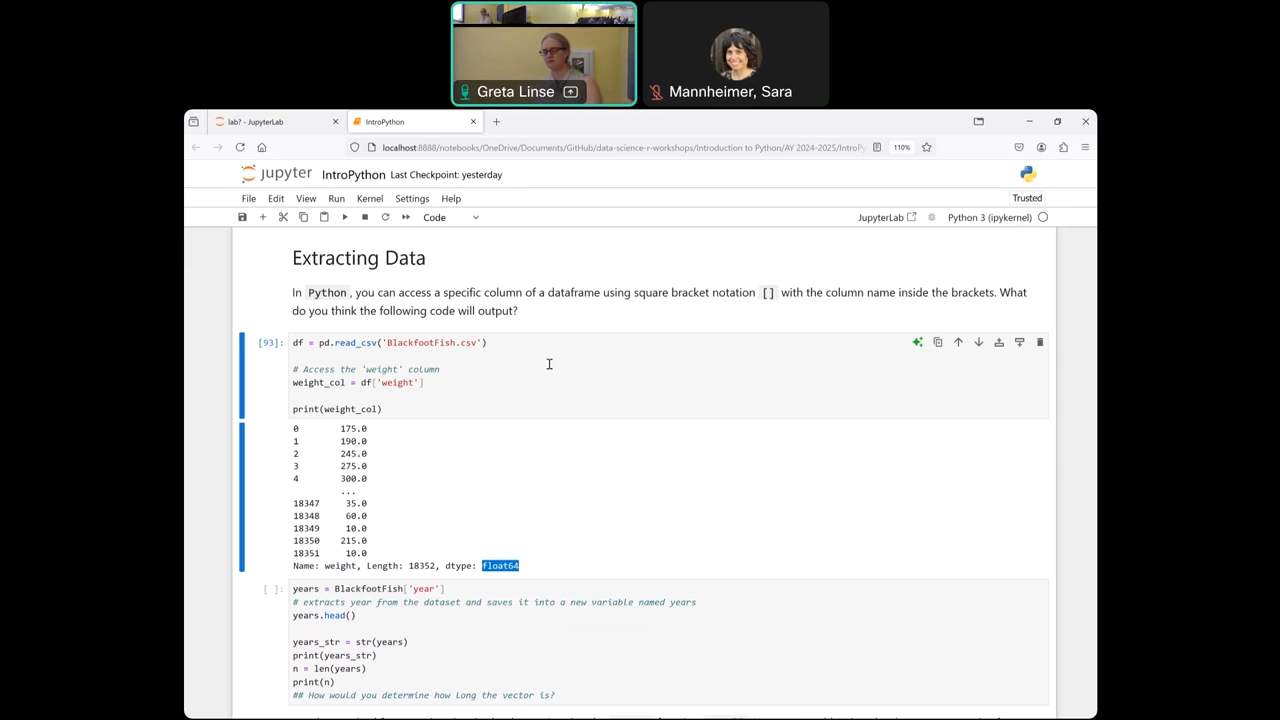 Greta Linse
Mannheimer, Sara
lab? - JupyterLab
IntroPython
localhost:8888/notebooks/OneDrive/Documents/GitHub/data-science-r-workshops/Introduction to Python/AY 2024-2025/IntroPy
110%
jupyter IntroPython Last Checkpoint: yesterday
File Edit View Run Kernel Settings Help
Trusted
Code
JupyterLab
Python 3 (ipykernel)
Extracting Data
In Python, you can access a specific column of a dataframe using square bracket notation [] with the column name inside the brackets. What
do you think the following code will output?
[93]: df = pd.read_csv('BlackfootFish.csv')
# Access the 'weight' column
weight_col = df['weight']
print(weight_col)
0 175.0
1 190.0
2 245.0
3 275.0
4 300.0
...
18347 35.0
18348 60.0
18349 10.0
18350 215.0
18351 10.0
Name: weight, Length: 18352, dtype: float64
[ ]: years = BlackfootFish['year']
# extracts year from the dataset and saves it into a new variable named years
years.head()
years_str = str(years)
print(years_str)
n = len(years)
print(n)
## How would you determine how long the vector is?